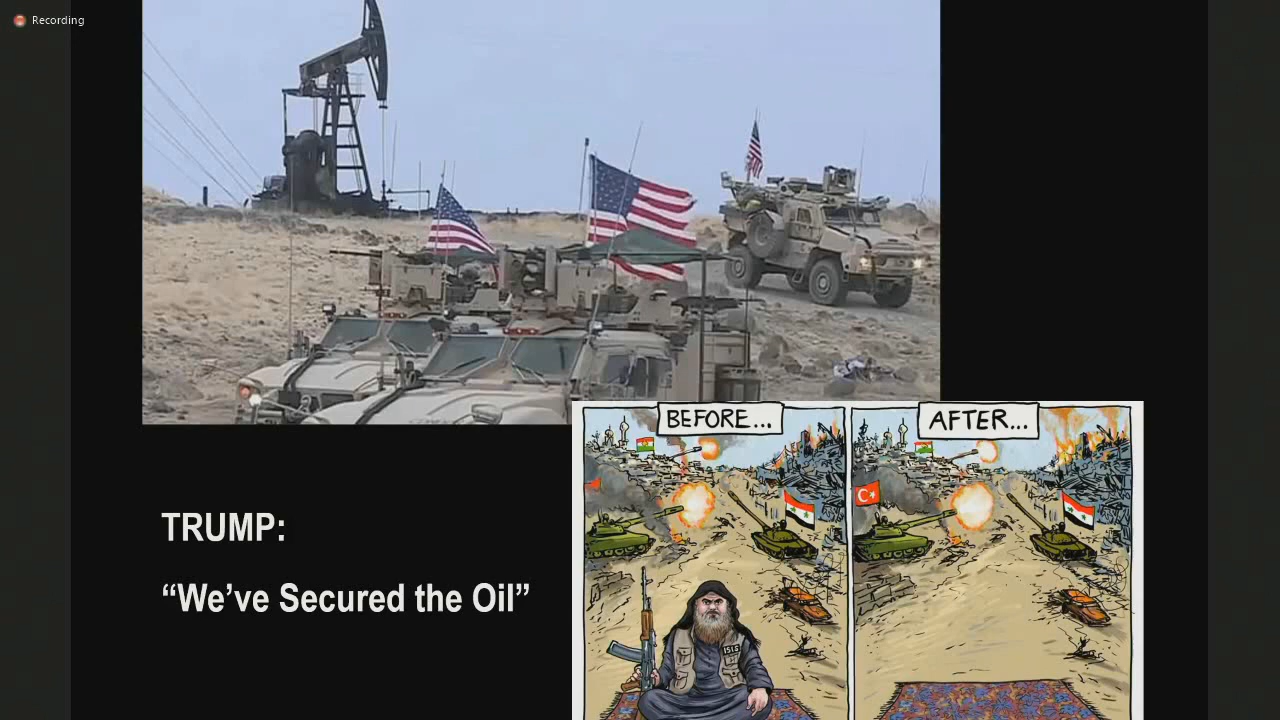 Recording
BEFORE...
AFTER...
TRUMP:
“We’ve Secured the Oil”
ISIS